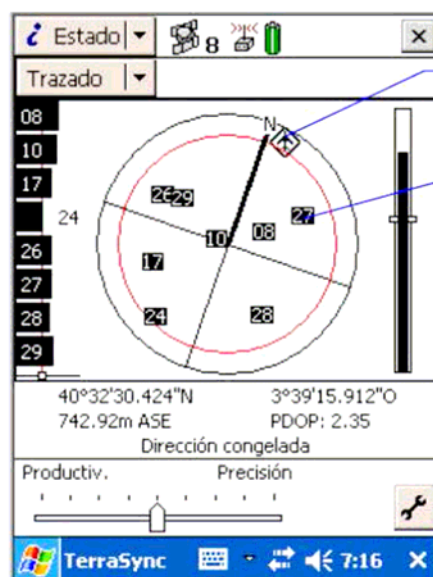 Estado 8
Trazado
08
10
17
24
26
27
28
29
N
26 29
27
10 08
17
24 28
40°32'30.424"N 3°39'15.912"O
742.92m ASE PDOP: 2.35
Dirección congelada
Productiv. Precisión
TerraSync 7:16